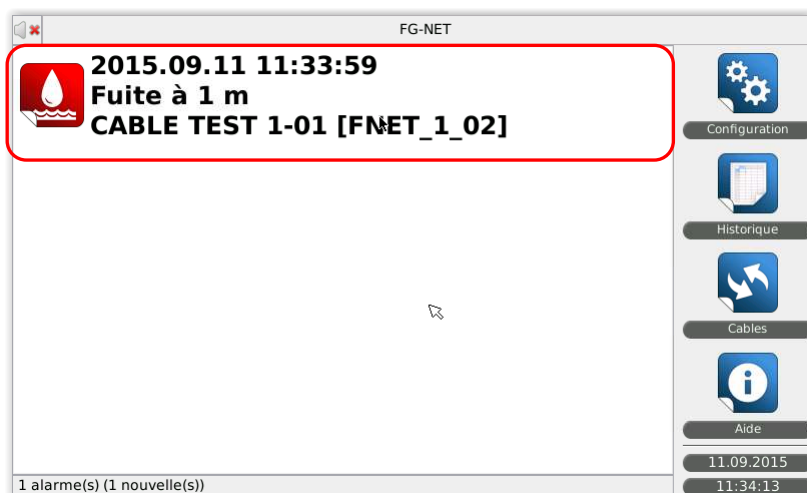 FG-NET
2015.09.11 11:33:59
Fuite à 1 m
CABLE TEST 1-01 [FNET_1_02]
Configuration
Historique
Cables
Aide
11.09.2015
11:34:13
1 alarme(s) (1 nouvelle(s))